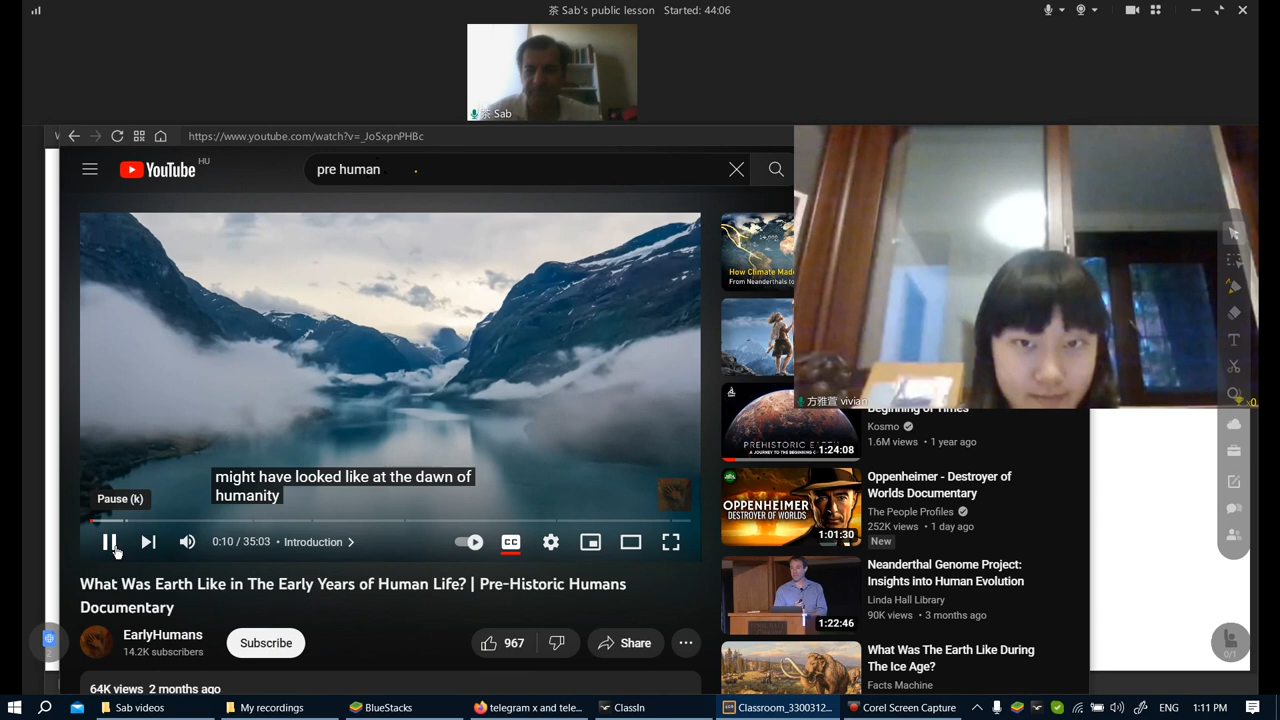 茶 Sab's public lesson   Started: 44:06
茶 Sab
https://www.youtube.com/watch?v=_JoSxpnPHBc
YouTube HU
pre human
might have looked like at the dawn of
humanity
Pause (k)
0:10 / 35:03 • Introduction
CC
What Was Earth Like in The Early Years of Human Life? | Pre-Historic Humans
Documentary
EarlyHumans
14.2K subscribers
Subscribe
967
Share
64K views  2 months ago
How Climate Made
From Neanderthals to
方雅萱 vivian
x0
PREHISTORIC EARTH
1:24:08
Beginning of Times
Kosmo
1.6M views • 1 year ago
OPPENHEIMER
DESTROYER OF WORLDS
1:01:30
Oppenheimer - Destroyer of
Worlds Documentary
The People Profiles
252K views • 1 day ago
New
1:22:46
Neanderthal Genome Project:
Insights into Human Evolution
Linda Hall Library
90K views • 3 months ago
What Was The Earth Like During
The Ice Age?
Facts Machine
0/1
Sab videos
My recordings
BlueStacks
telegram x and tele...
ClassIn
Classroom_3300312...
Corel Screen Capture
ENG
1:11 PM